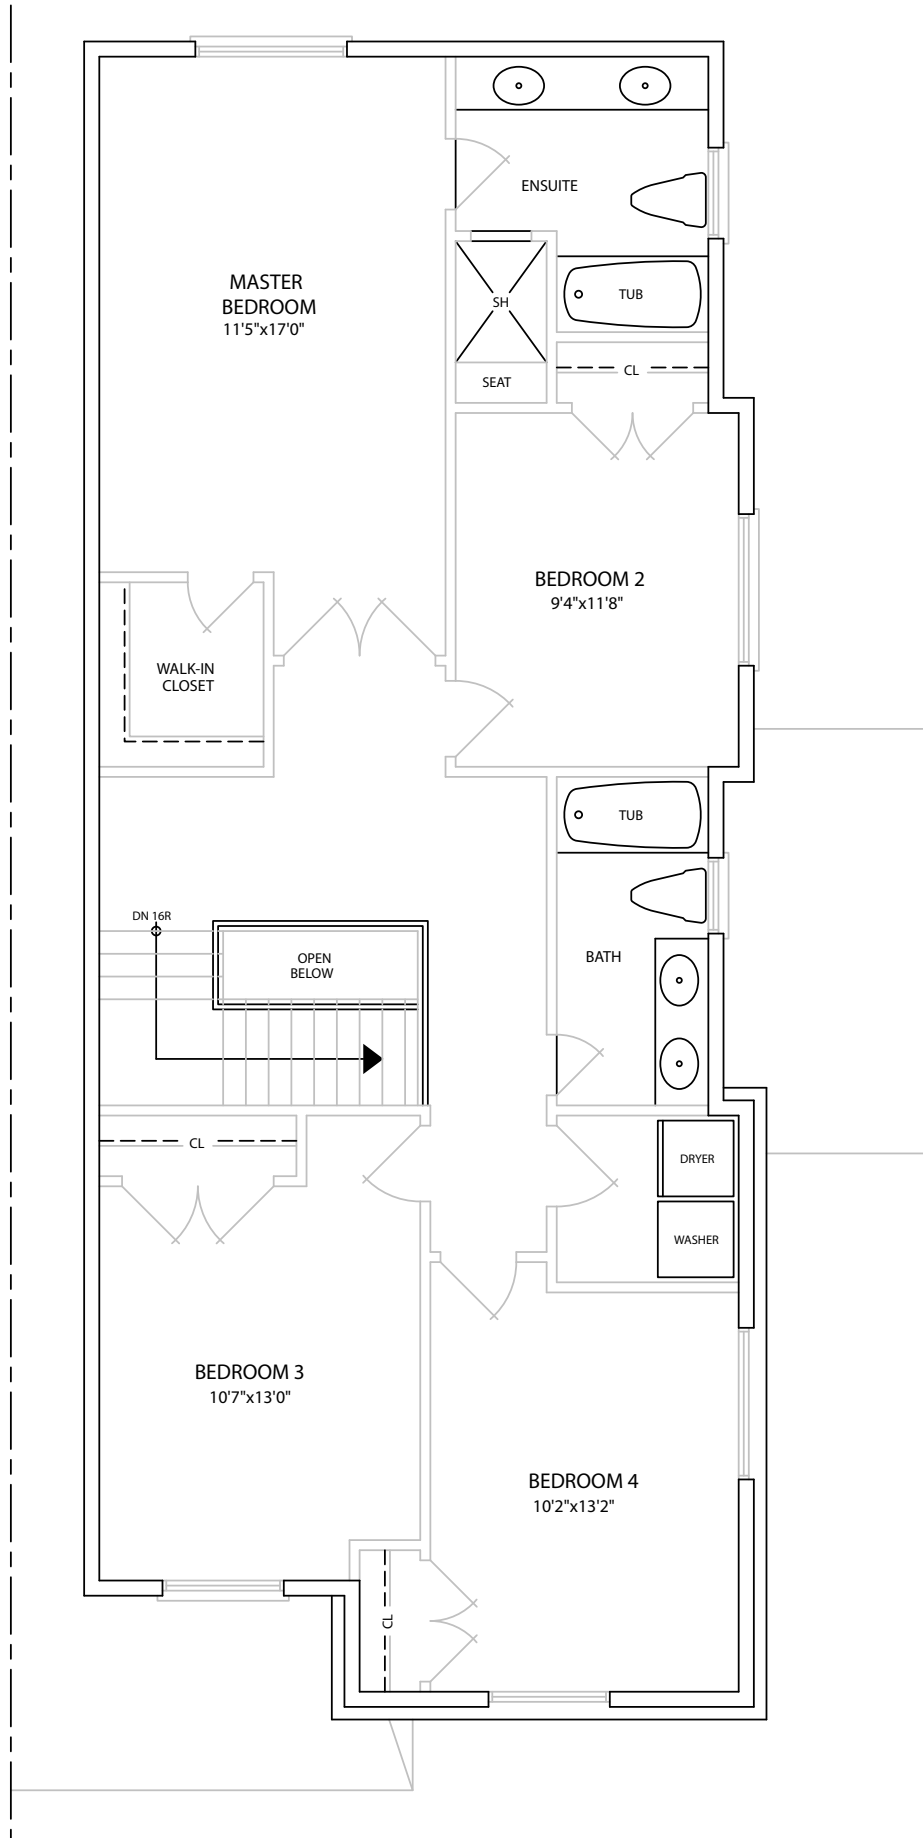 ENSUITE
MASTER
BEDROOM
11'5"x17'0"
SH
TUB
SEAT
CL
BEDROOM 2
9'4"x11'8"
WALK-IN
CLOSET
TUB
DN 16R
OPEN
BELOW
BATH
CL
DRYER
WASHER
BEDROOM 3
10'7"x13'0"
BEDROOM 4
10'2"x13'2"
CL